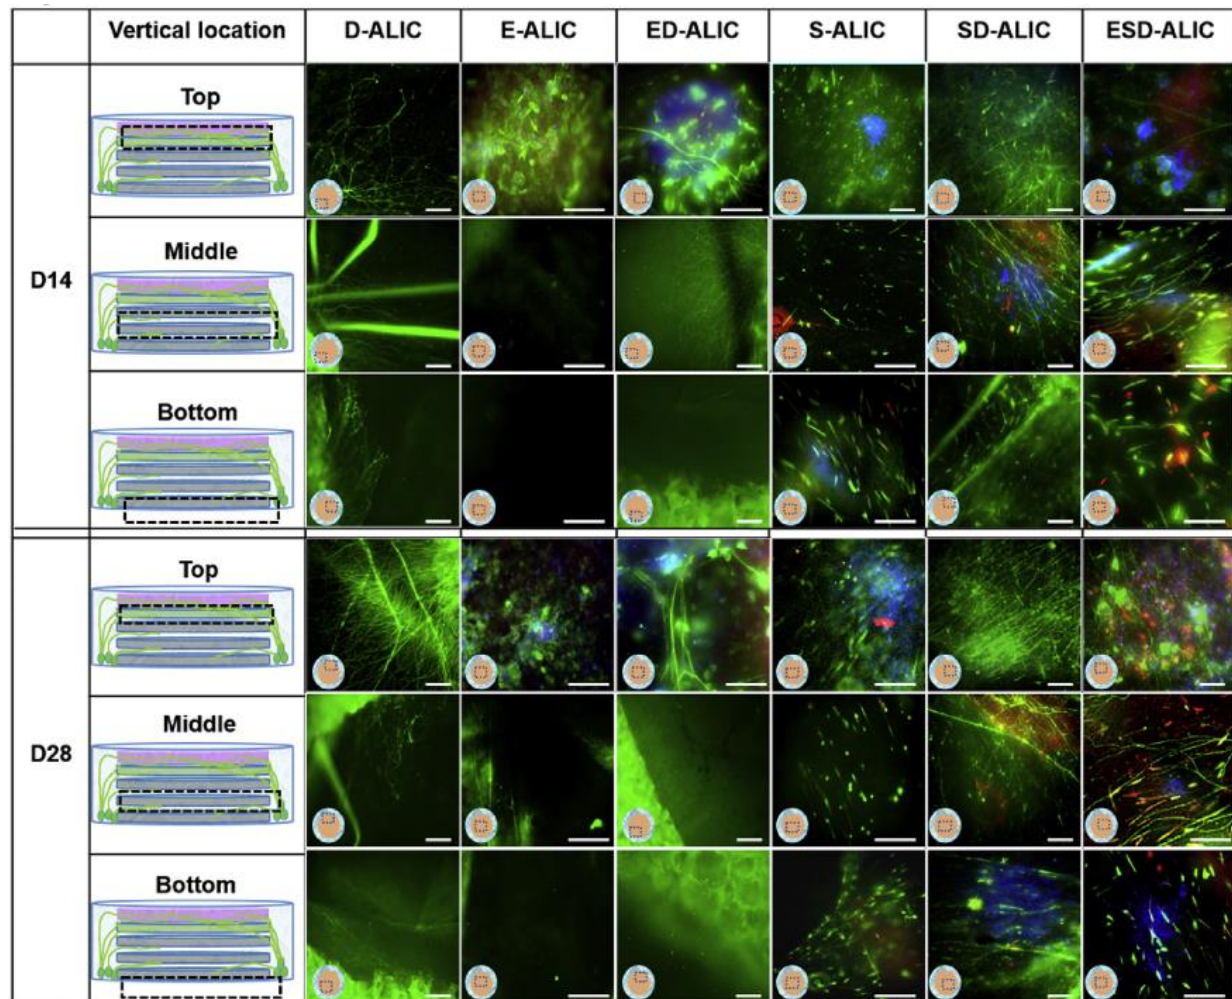 Vertical location D-ALIC E-ALIC ED-ALIC S-ALIC SD-ALIC ESD-ALIC
D14
Top
Middle
Bottom
D28
Top
Middle
Bottom